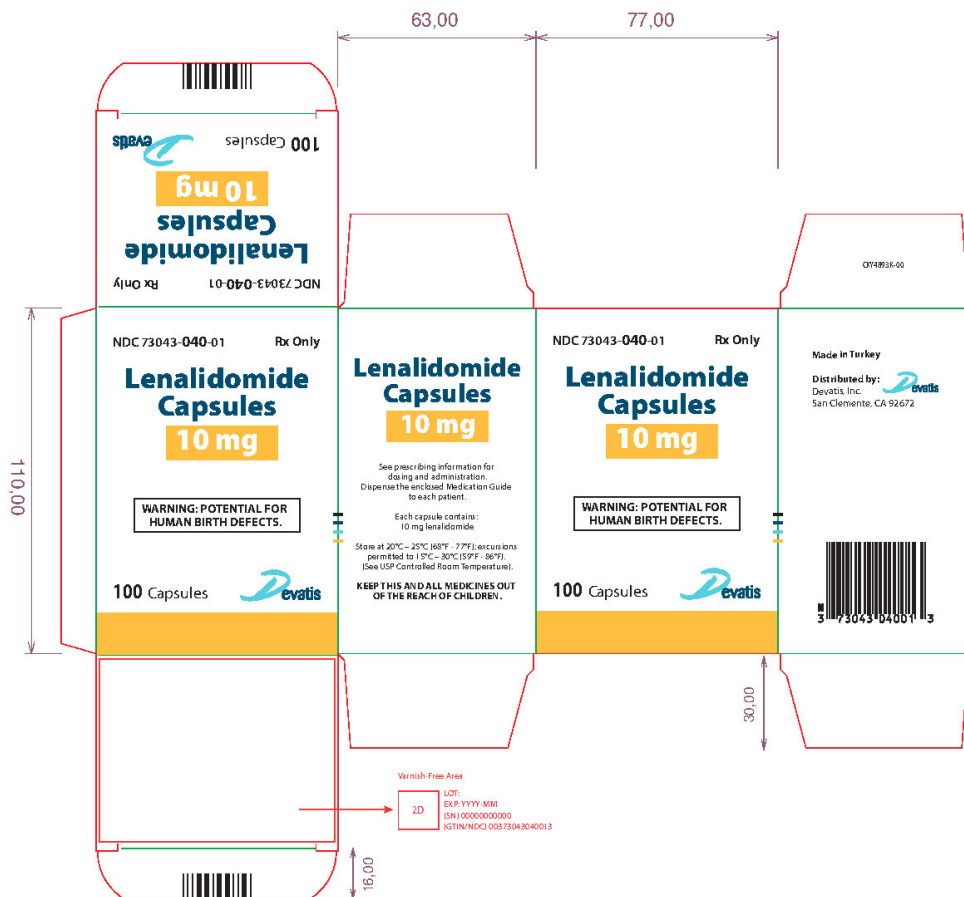 63,00
77,00
100 Capsules
Devatis
10 mg
Lenalidomide
Capsules
NDC 73043-040-01
Rx Only
110,00
NDC 73043-040-01 Rx Only
Lenalidomide
Capsules
10 mg
WARNING: POTENTIAL FOR
HUMAN BIRTH DEFECTS.
100 Capsules
Devatis
Lenalidomide
Capsules
10 mg
See prescribing information for
dosing and administration.
Dispense the enclosed Medication Guide
to each patient.
Each capsule contains:
10 mg lenalidomide
Store at 20°C – 25°C (68°F - 77°F); excursions
permitted to 15°C – 30°C (59°F - 86°F).
(See USP Controlled Room Temperature).
KEEP THIS AND ALL MEDICINES OUT
OF THE REACH OF CHILDREN.
NDC 73043-040-01 Rx Only
Lenalidomide
Capsules
10 mg
WARNING: POTENTIAL FOR
HUMAN BIRTH DEFECTS.
100 Capsules
Devatis
Made in Turkey
Distributed by:
Devatis, Inc.
San Clemente, CA 92672
Devatis
N
3 73043 04001 3
30,00
Varnish-Free Area
2D
LOT:
EXP: YYYY-MM
(SN) 00000000000
(GTIN/NDC) 00373043040013
16,00